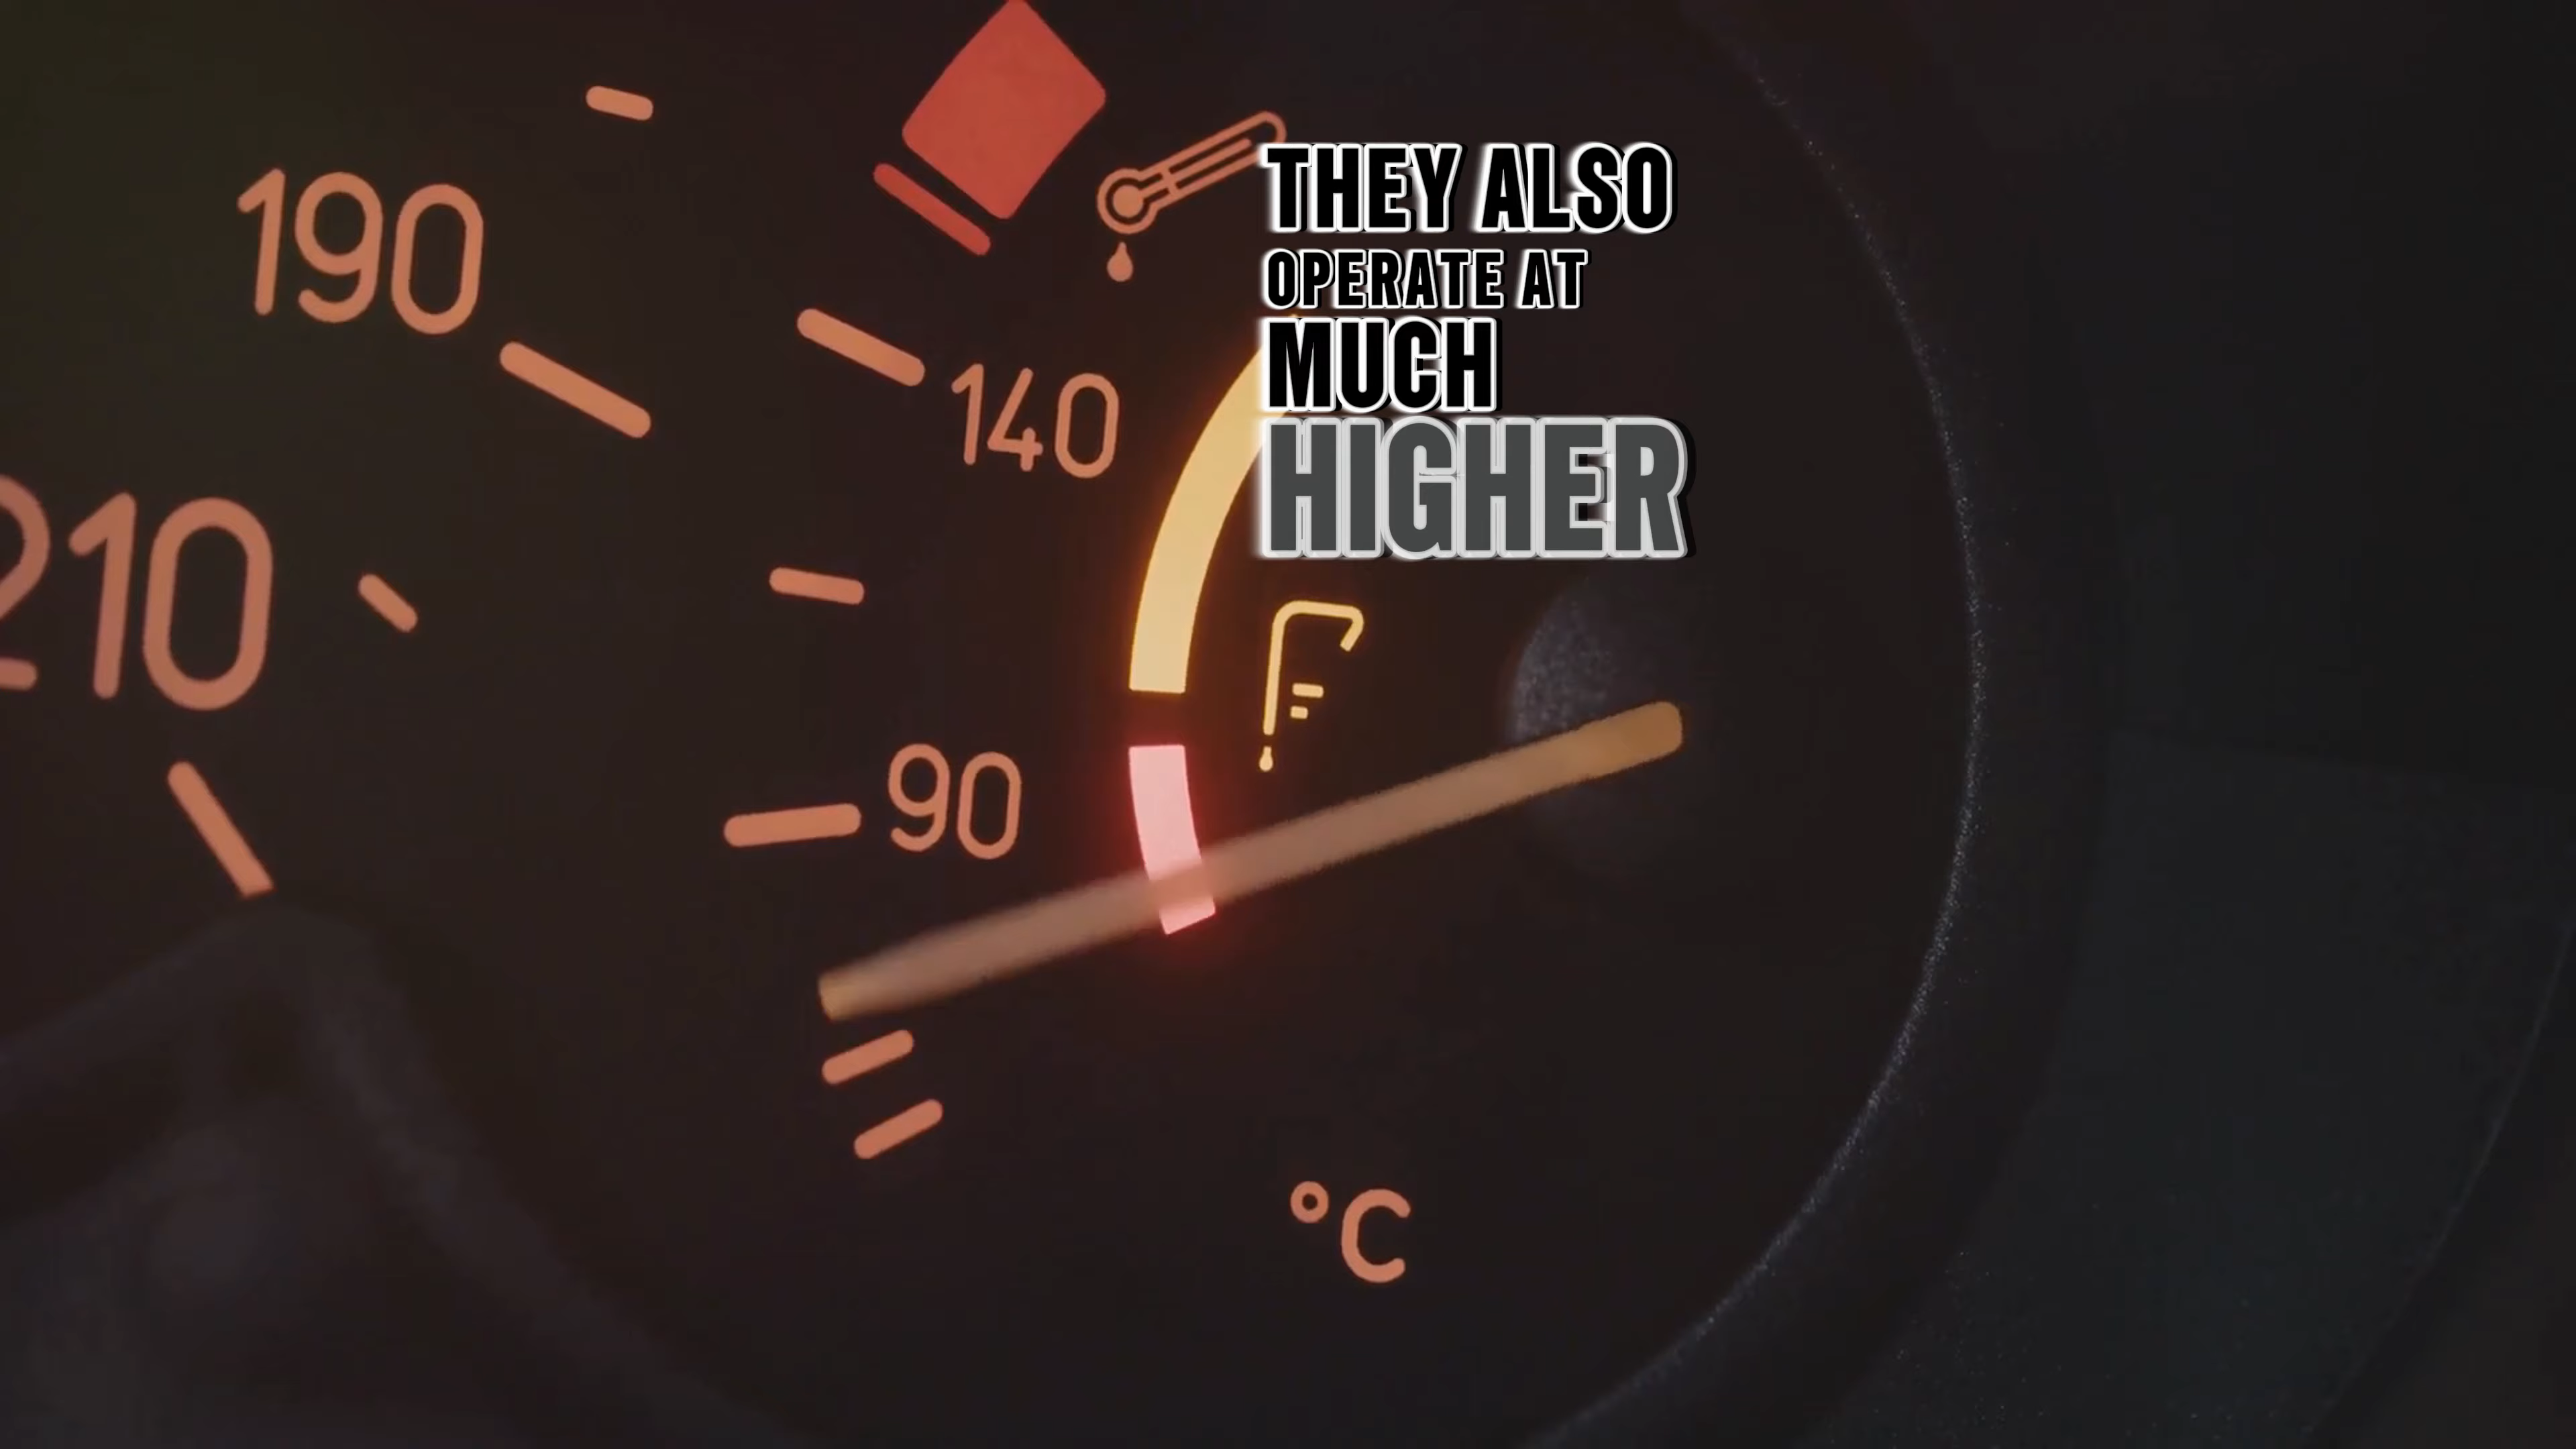 190
THEY ALSO
OPERATE AT
MUCH
HIGHER
140
210
90
°C